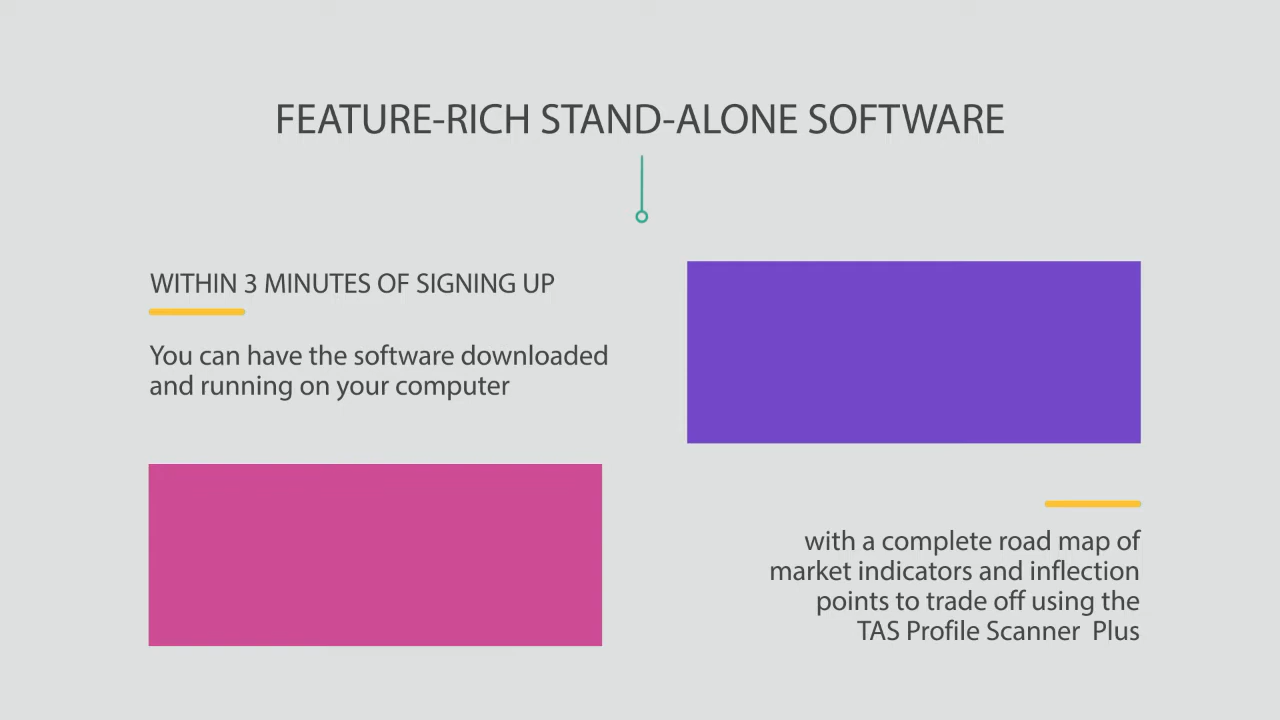 FEATURE-RICH STAND-ALONE SOFTWARE
WITHIN 3 MINUTES OF SIGNING UP
You can have the software downloaded
and running on your computer
with a complete road map of
market indicators and inflection
points to trade off using the
TAS Profile Scanner  Plus